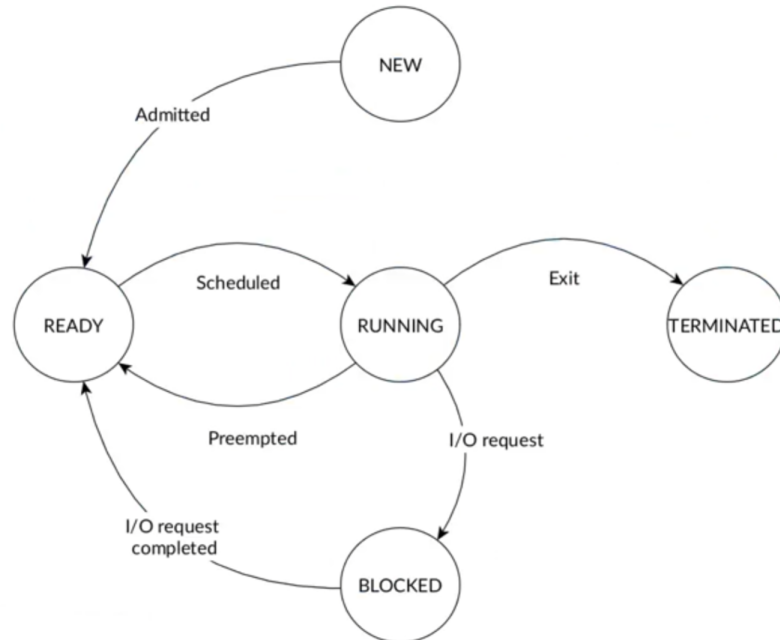 NEW
Admitted
Scheduled
Exit
READY
RUNNING
TERMINATED
Preempted
I/O request
I/O request
completed
BLOCKED